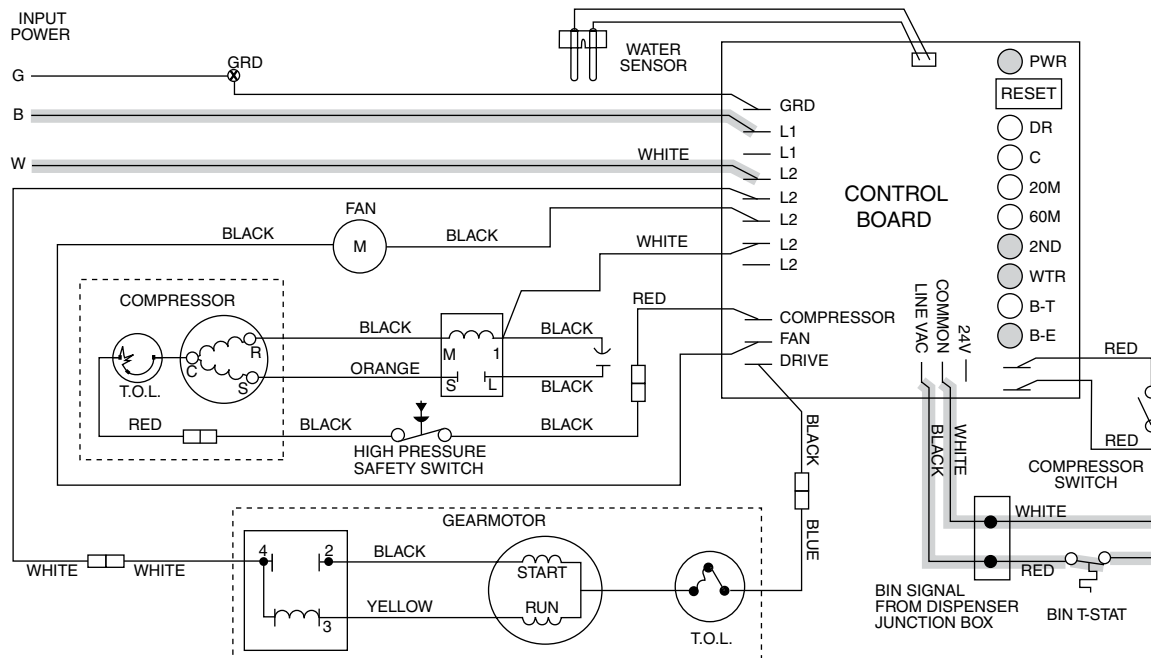 INPUT
POWER
G
GRD
B
W
WHITE
WATER
SENSOR
GRD
L1
L1
L2
L2
L2
L2
L2
CONTROL
BOARD
PWR
RESET
DR
C
20M
60M
2ND
WTR
B-T
B-E
FAN
BLACK
M
BLACK
WHITE
COMPRESSOR
T.O.L.
C
R
S
BLACK
ORANGE
M
1
S
L
BLACK
BLACK
RED
COMPRESSOR
FAN
DRIVE
LINE VAC
COMMON
24V
RED
RED
COMPRESSOR
SWITCH
RED
BLACK
HIGH PRESSURE
SAFETY SWITCH
BLACK
BLACK
BLUE
BLACK
WHITE
WHITE
RED
BIN SIGNAL
FROM DISPENSER
JUNCTION BOX
BIN T-STAT
GEARMOTOR
WHITE
WHITE
4
2
3
BLACK
YELLOW
START
RUN
T.O.L.